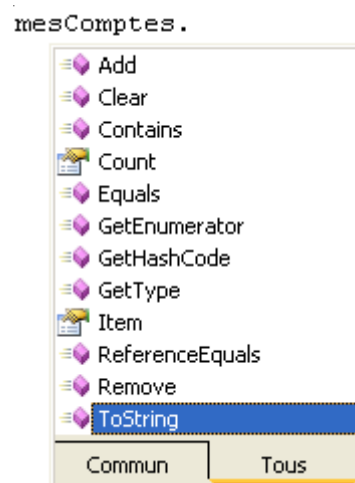 mesComptes.
Add
Clear
Contains
Count
Equals
GetEnumerator
GetHashCode
GetType
Item
ReferenceEquals
Remove
ToString
Commun Tous